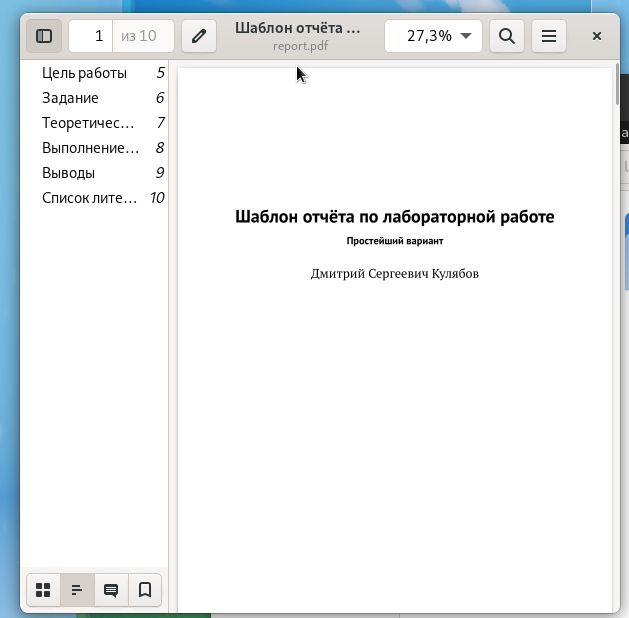 1 из 10
Шаблон отчёта ...
report.pdf
27,3%
Цель работы 5
Задание 6
Теоретичес... 7
Выполнение... 8
Выводы 9
Список лите... 10
Шаблон отчёта по лабораторной работе
Простейший вариант
Дмитрий Сергеевич Кулябов